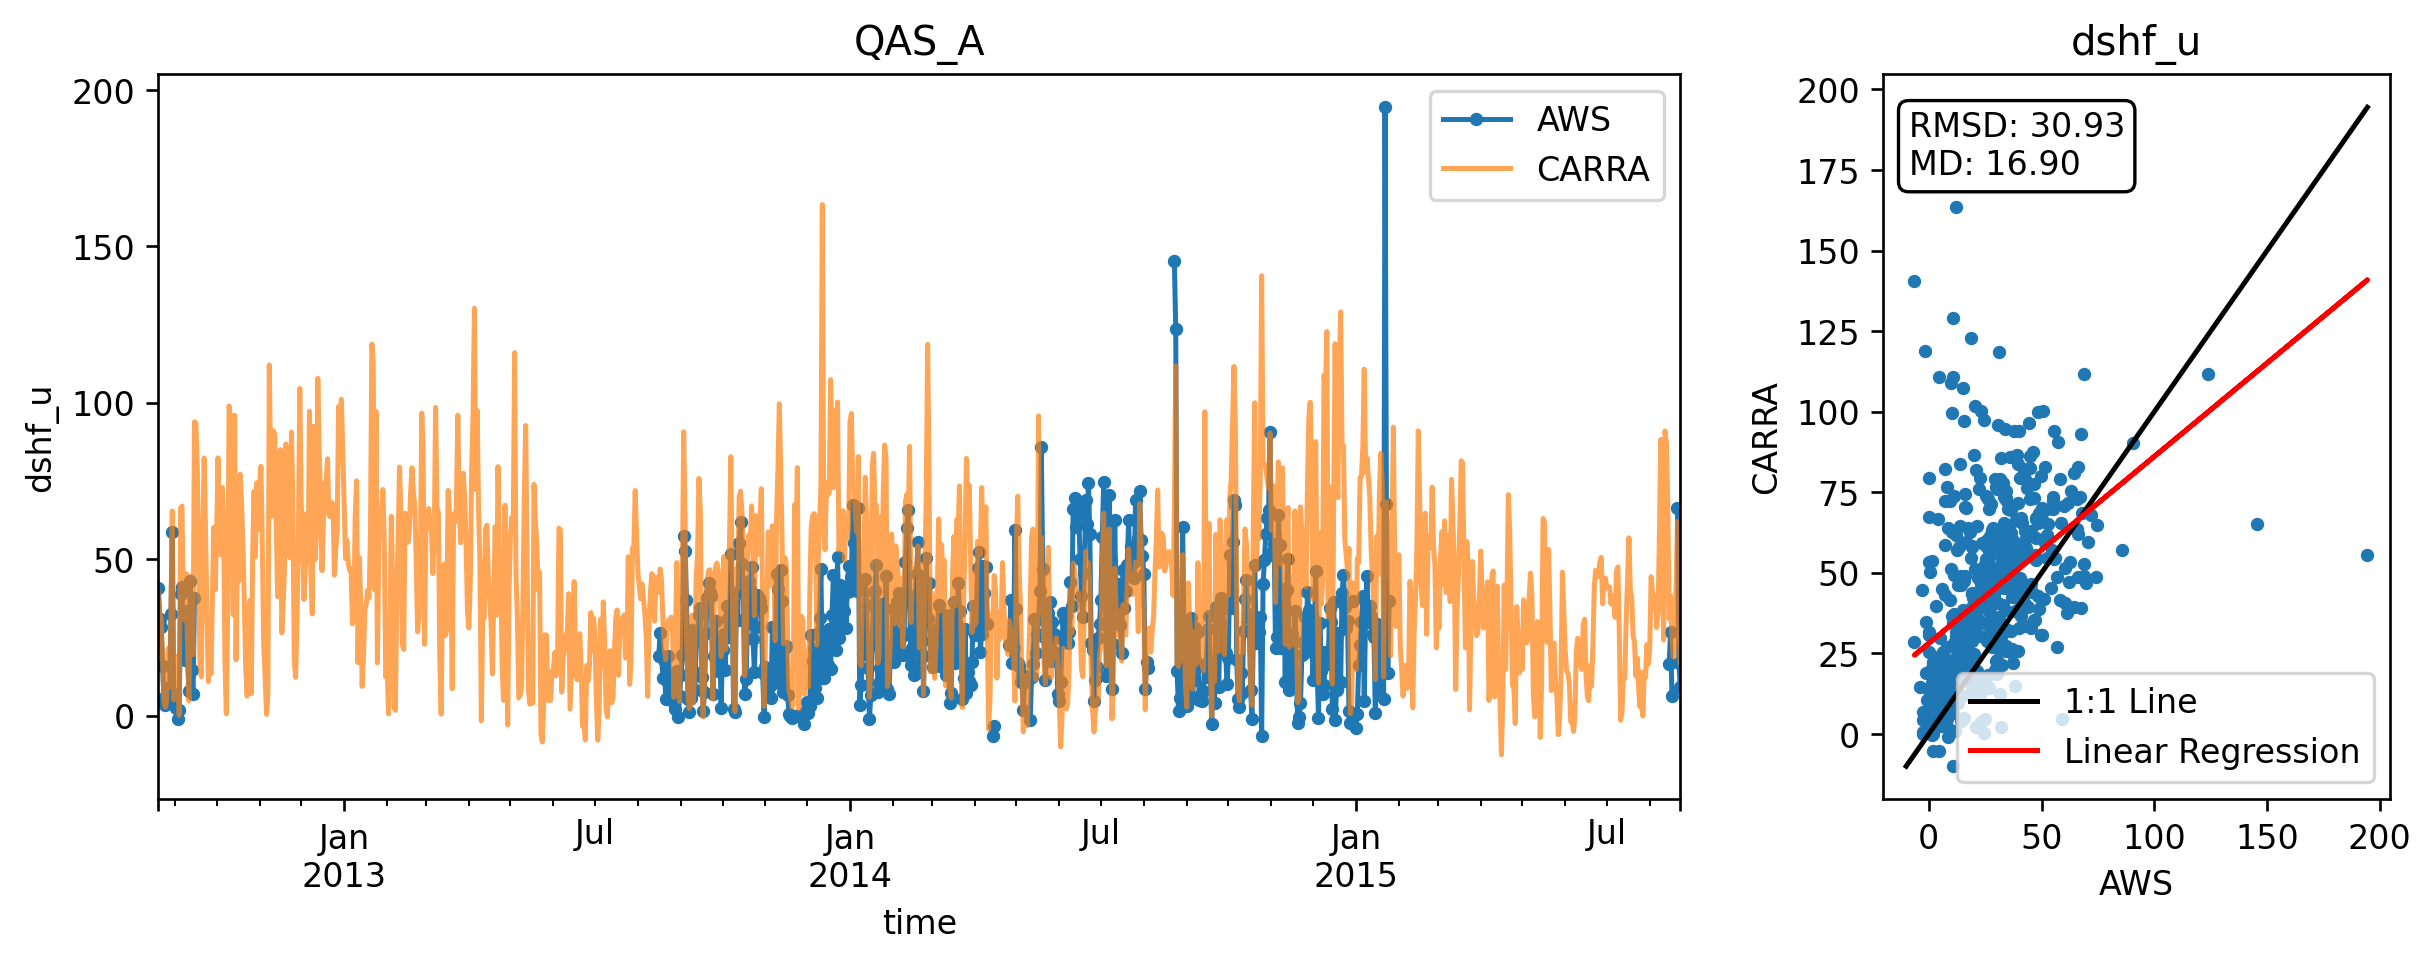 QAS_A
dshf_u
200
150
100
50
0
AWS
CARRA
Jan
2013
Jul
Jan
2014
Jul
Jan
2015
Jul
time
dshf_u
CARRA
200
175
150
125
100
75
50
25
0
RMSD: 30.93
MD: 16.90
1:1 Line
Linear Regression
0
50
100
150
200
AWS